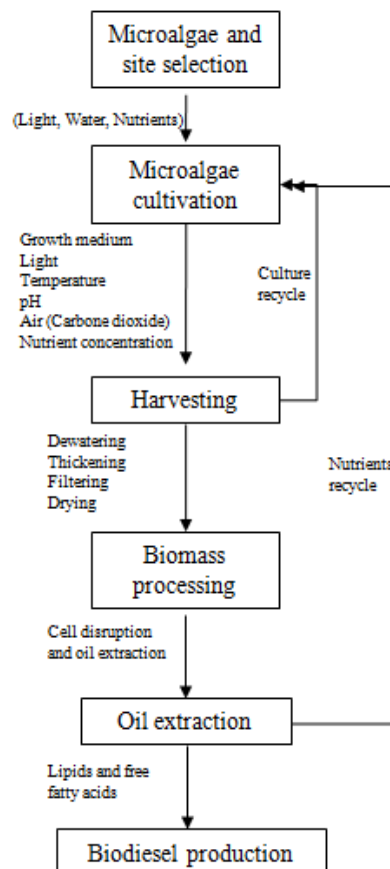 Microalgae and
site selection
(Light, Water, Nutrients)
Microalgae
cultivation
Growth medium
Light
Temperature
pH
Air (Carbone dioxide)
Nutrient concentration
Culture
recycle
Harvesting
Dewatering
Thickening
Filtering
Drying
Nutrients
recycle
Biomass
processing
Cell disruption
and oil extraction
Oil extraction
Lipids and free
fatty acids
Biodiesel production